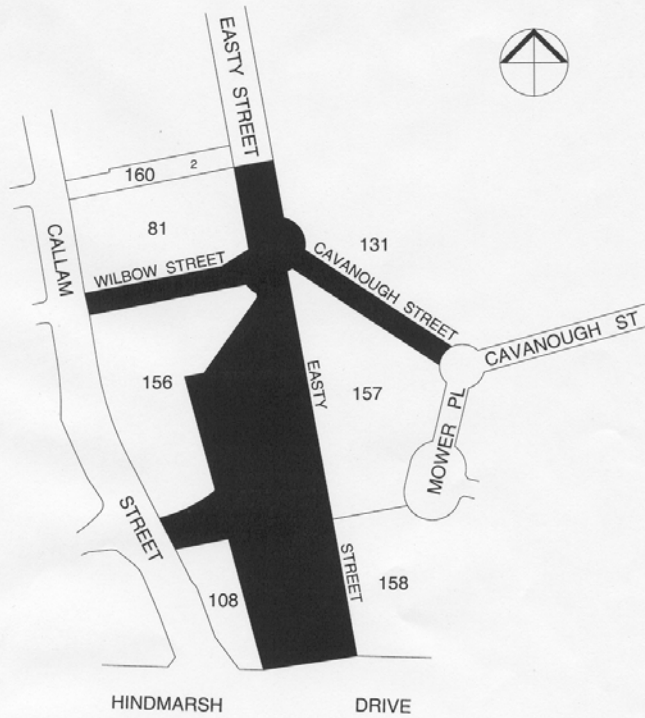 EASTY STREET
160
2
81
131
CALLAM
WILBOW STREET
CAVANOUGH STREET
CAVANOUGH ST
156
EASTY
157
MOWER PL
STREET
STREET
108
158
HINDMARSH
DRIVE